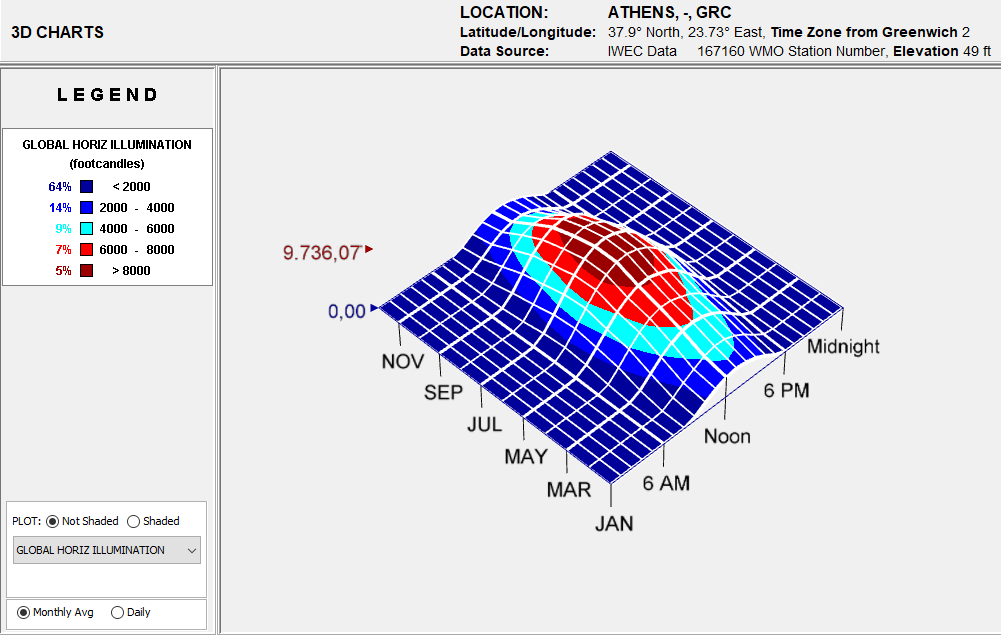 3D CHARTS
LOCATION: ATHENS, -, GRC
Latitude/Longitude: 37.9° North, 23.73° East, Time Zone from Greenwich 2
Data Source: IWEC Data 167160 WMO Station Number, Elevation 49 ft
LEGEND
GLOBAL HORIZ ILLUMINATION
(footcandles)
64% < 2000
14% 2000 - 4000
9% 4000 - 6000
7% 6000 - 8000
5% > 8000
PLOT: Not Shaded Shaded
GLOBAL HORIZ ILLUMINATION
Monthly Avg Daily
9.736,07
0,00
NOV
SEP
JUL
MAY
MAR
JAN
6 AM
Noon
6 PM
Midnight